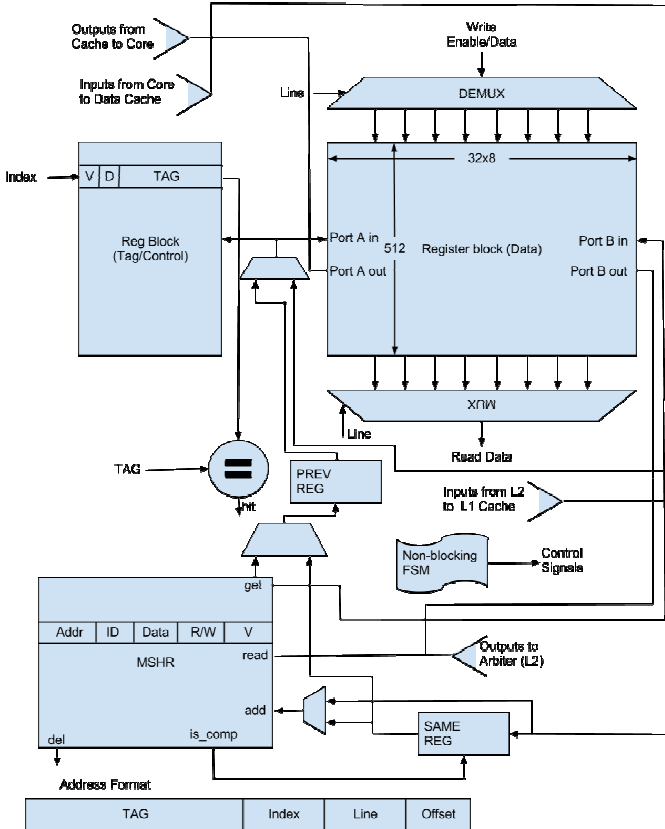 Outputs from
Cache to Core
Write
Enable/Data
Inputs from Core
to Data Cache
Line
DEMUX
32x8
Index
V
D
TAG
Reg Block
(Tag/Control)
Port A in
512
Register block (Data)
Port B in
Port A out
Port B out
MUX
Line
Read Data
TAG
=
hit
PREV
REG
Inputs from L2
to L1 Cache
Non-blocking
FSM
Control
Signals
get
Addr
ID
Data
R/W
V
MSHR
read
Outputs to
Arbiter (L2)
add
SAME
REG
del
is_comp
Address Format
TAG
Index
Line
Offset